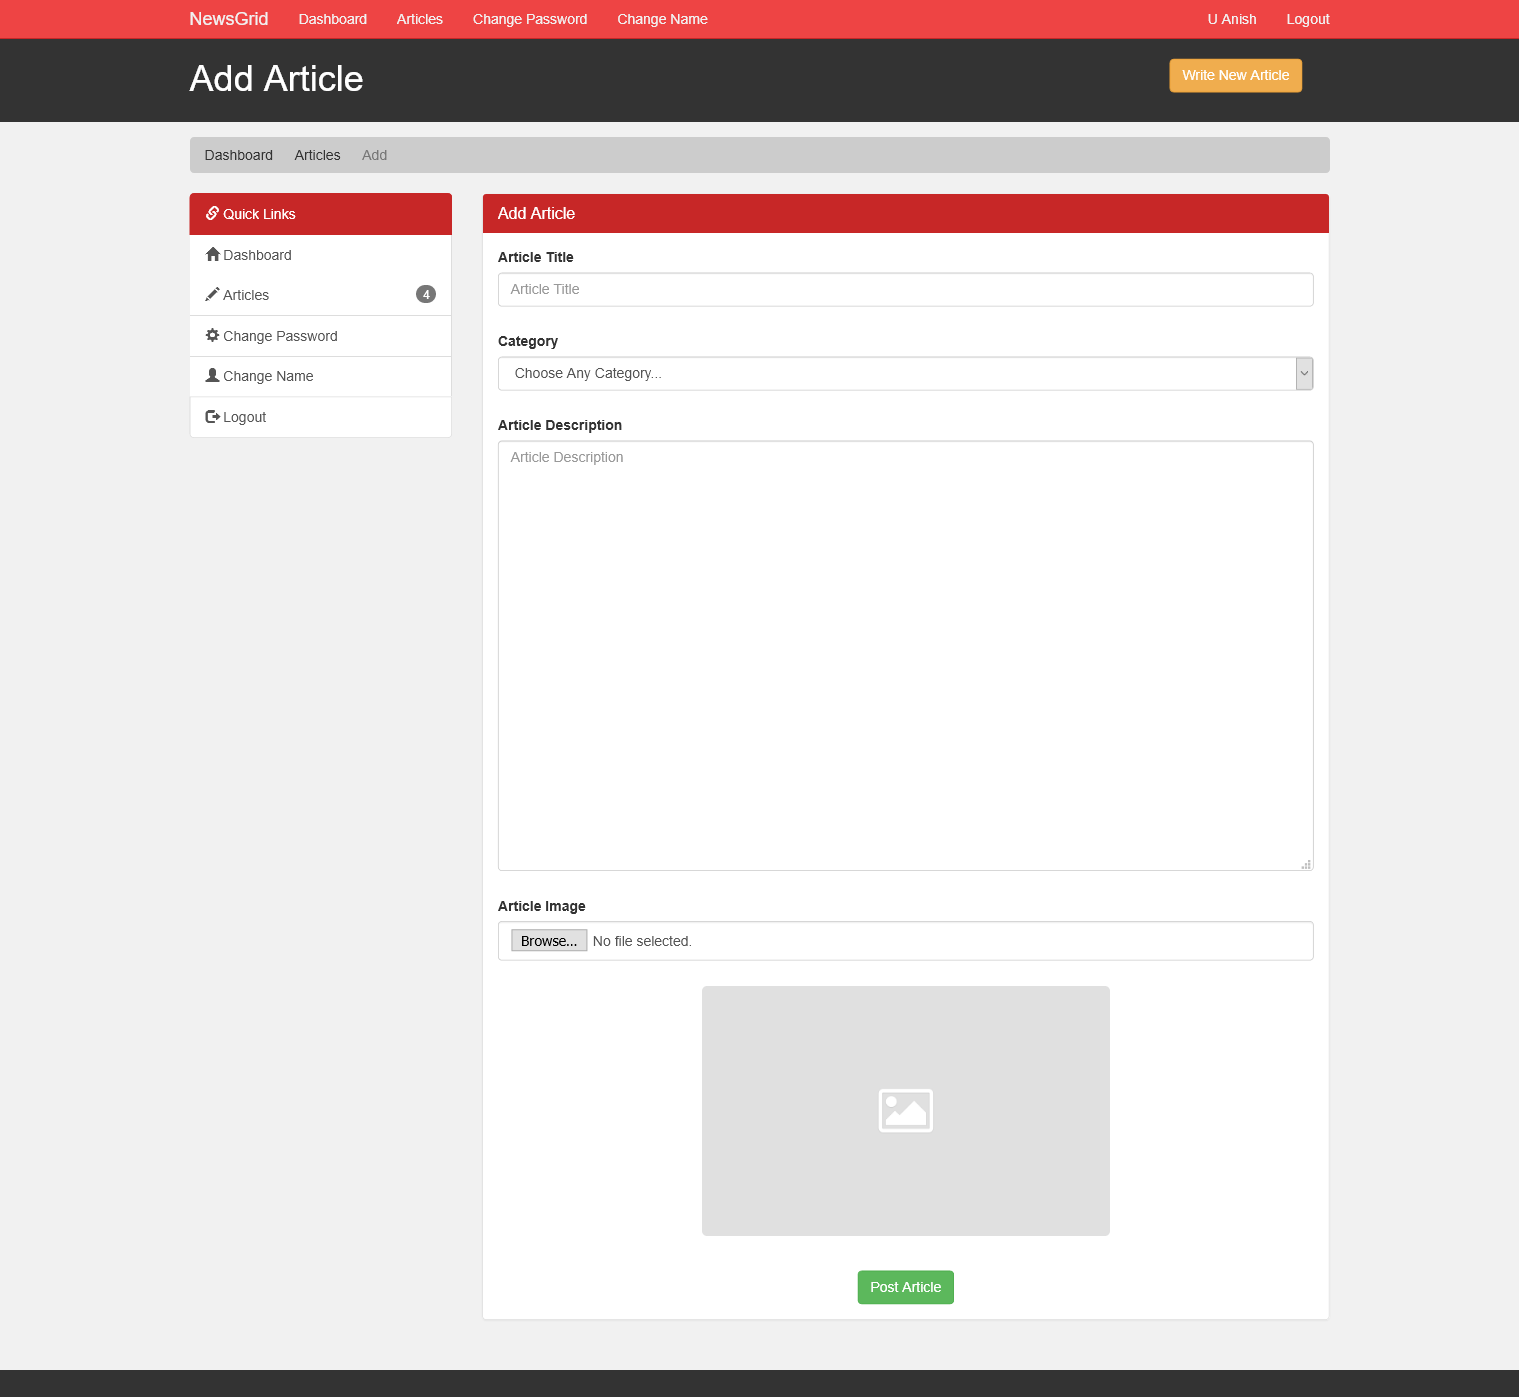 NewsGrid Dashboard Articles Change Password Change Name U Anish Logout
Add Article Write New Article
Dashboard Articles Add
Quick Links
Dashboard
Articles 4
Change Password
Change Name
Logout
Add Article
Article Title
Article Title
Category
Choose Any Category...
Article Description
Article Description
Article Image
Browse... No file selected.
Post Article